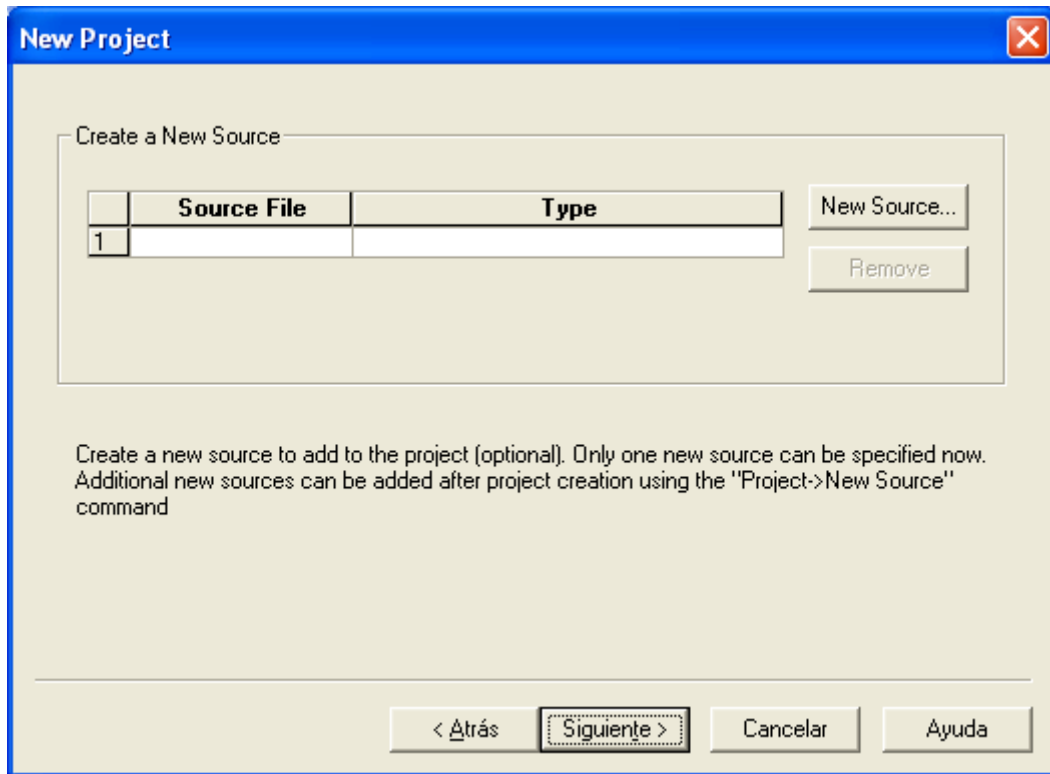 New Project
Create a New Source
Source File Type
New Source...
1
Remove
Create a new source to add to the project (optional). Only one new source can be specified now.
Additional new sources can be added after project creation using the "Project->New Source"
command
< Atrás Siguiente > Cancelar Ayuda